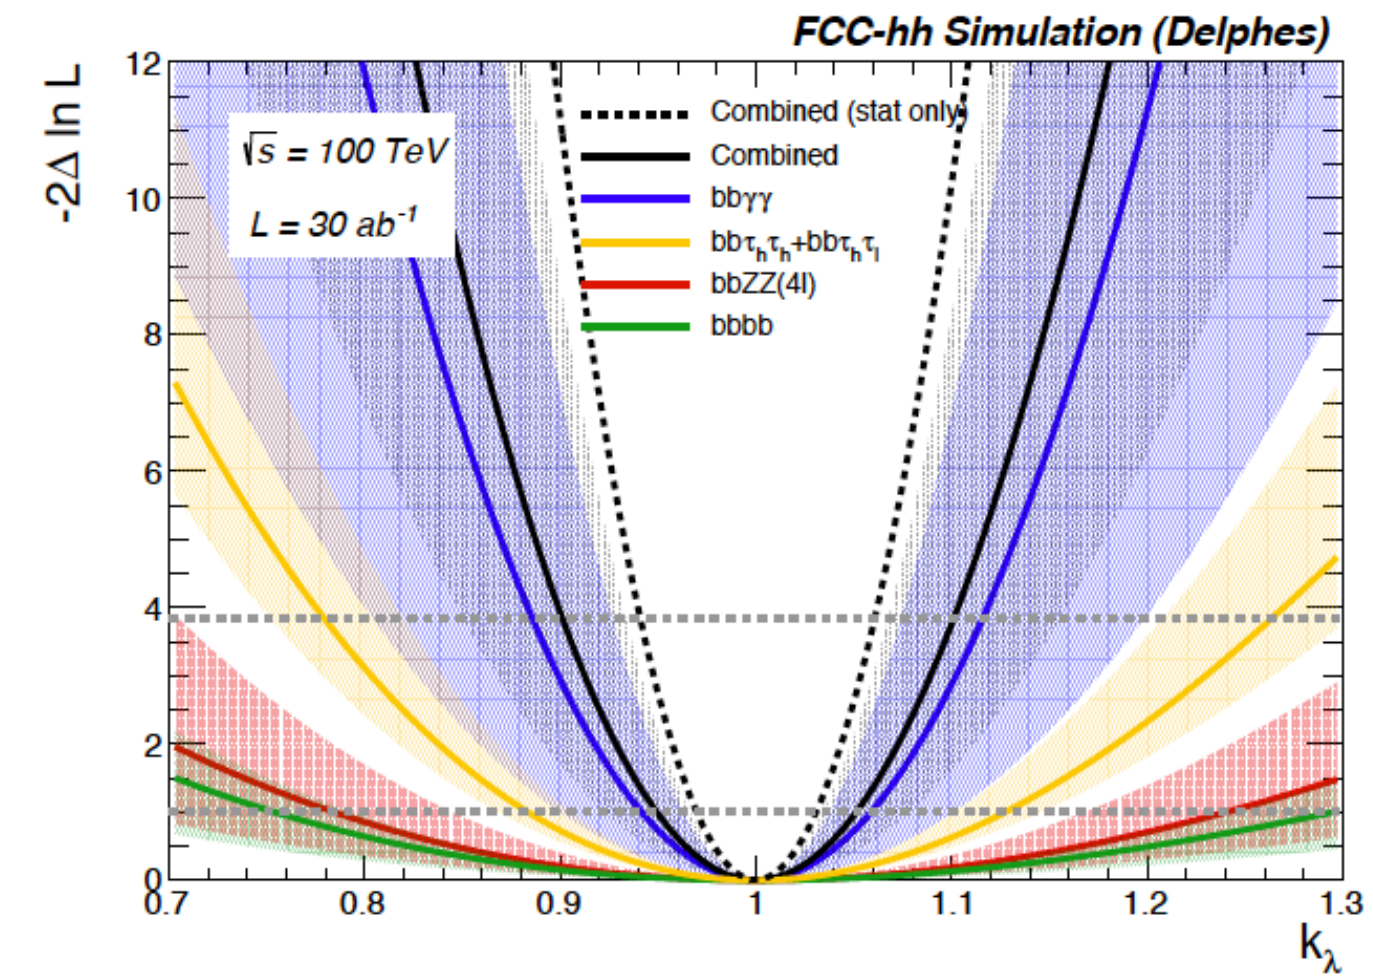 FCC-hh Simulation (Delphes)
-2Δ ln L
12
10
8
6
4
2
0
√s = 100 TeV
L = 30 ab⁻¹
Combined (stat only)
Combined
bbγγ
bbτₕτₕ+bbτₕτₗ
bbZZ(4l)
bbbb
0.7 0.8 0.9 1 1.1 1.2 1.3
k_λ